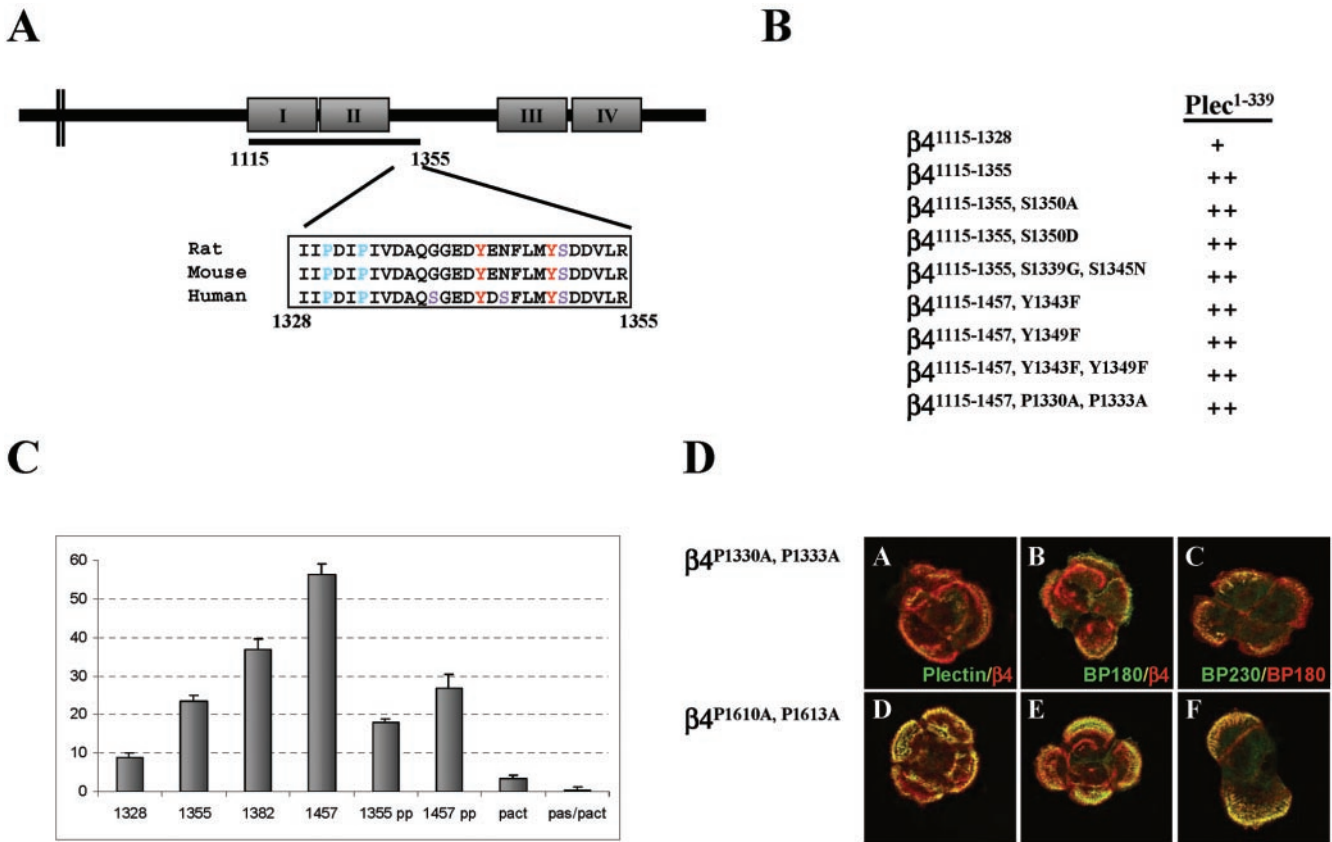 A
I II III IV
1115 1355
Rat IIPDIPIVDAQGGEDYENFLMYSDDVLR
Mouse IIPDIPIVDAQGGEDYENFLMYSDDVLR
Human IIPDIPIVDAQSGEDYDSFLMYSDDVLR
1328 1355
B
Plec1-339
β41115-1328 +
β41115-1355 ++
β41115-1355, S1350A ++
β41115-1355, S1350D ++
β41115-1355, S1339G, S1345N ++
β41115-1457, Y1343F ++
β41115-1457, Y1349F ++
β41115-1457, Y1343F, Y1349F ++
β41115-1457, P1330A, P1333A ++
C
60
50
40
30
20
10
0
1328 1355 1382 1457 1355 pp 1457 pp pact pas/pact
D
β4P1330A, P1333A
A B C
Plectin/β4 BP180/β4 BP230/BP180
β4P1610A, P1613A
D E F